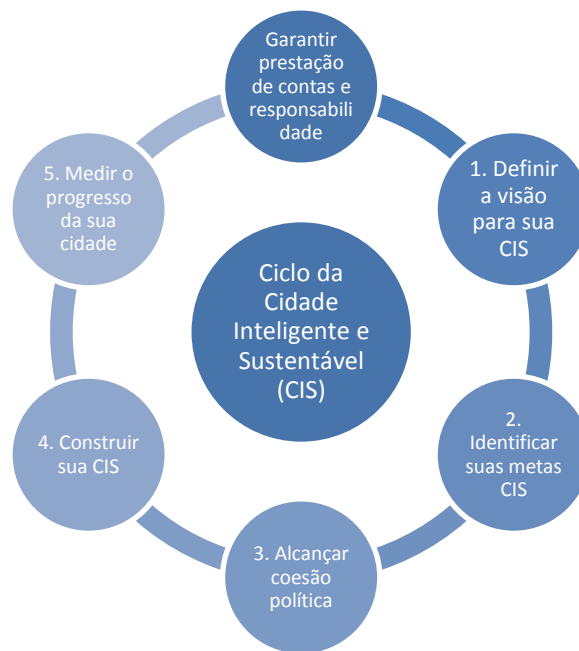 Garantir
prestação
de contas e
responsabili
dade
1. Definir
a visão
para sua
CIS
2.
Identificar
suas metas
CIS
3. Alcançar
coesão
política
4. Construir
sua CIS
5. Medir o
progresso
da sua
cidade
Ciclo da
Cidade
Inteligente e
Sustentável
(CIS)